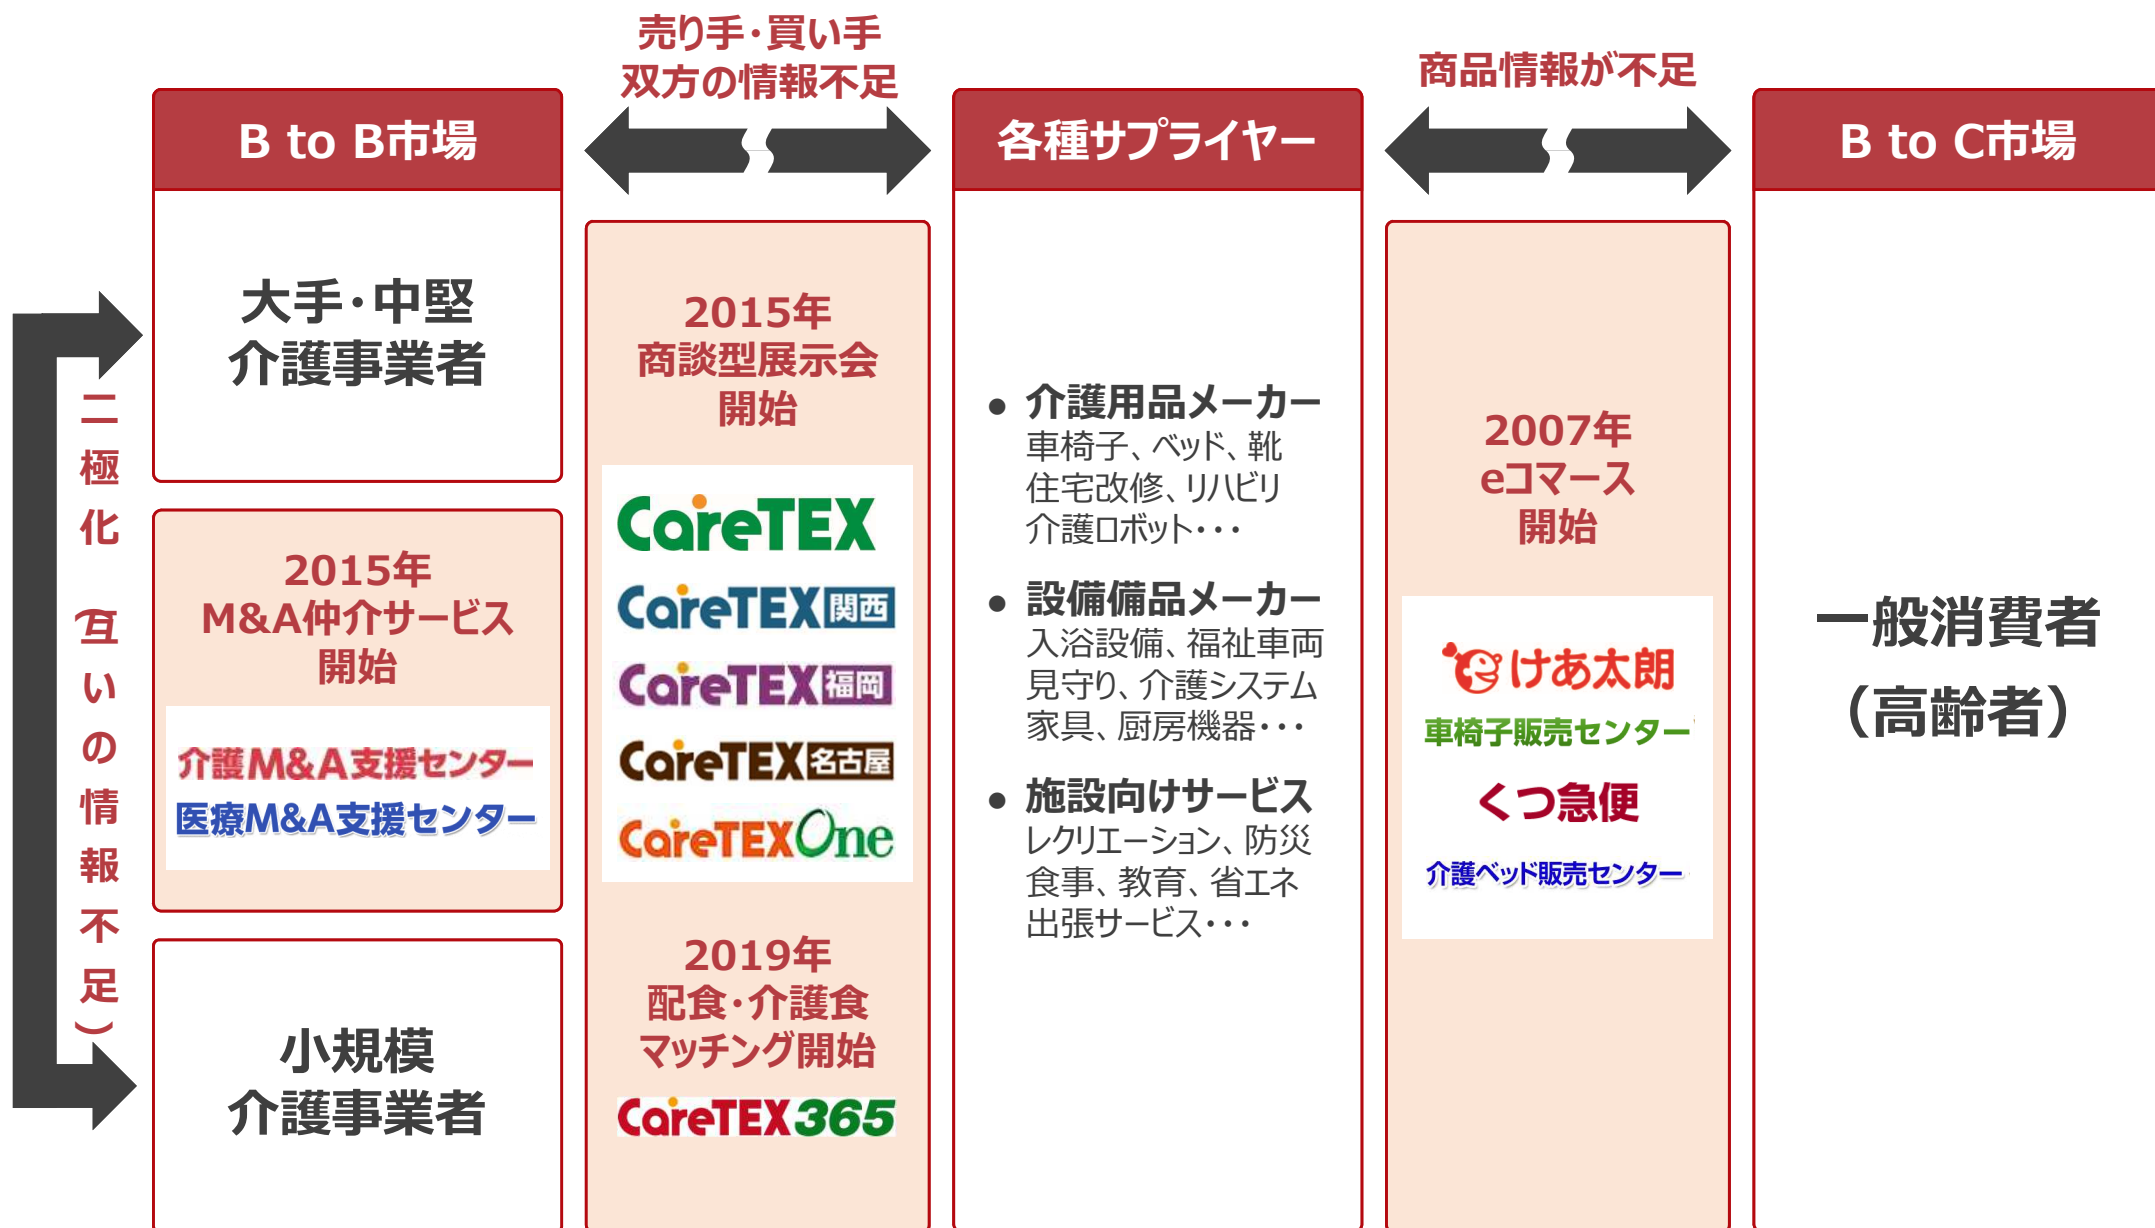 売り手・買い手
双方の情報不足
商品情報が不足
B to B市場
各種サプライヤー
B to C市場
二極化(互いの情報不足)
大手・中堅
介護事業者
2015年
M&A仲介サービス
開始
介護M&A支援センター
医療M&A支援センター
小規模
介護事業者
2015年
商談型展示会
開始
CareTEX
CareTEX関西
CareTEX福岡
CareTEX名古屋
CareTEXOne
2019年
配食・介護食
マッチング開始
CareTEX365
● 介護用品メーカー
車椅子、ベッド、靴
住宅改修、リハビリ
介護ロボット・・・
● 設備備品メーカー
入浴設備、福祉車両
見守り、介護システム
家具、厨房機器・・・
● 施設向けサービス
レクリエーション、防災
食事、教育、省エネ
出張サービス・・・
2007年
eコマース
開始
けあ太朗
車椅子販売センター
くつ急便
介護ベッド販売センター
一般消費者
（高齢者）